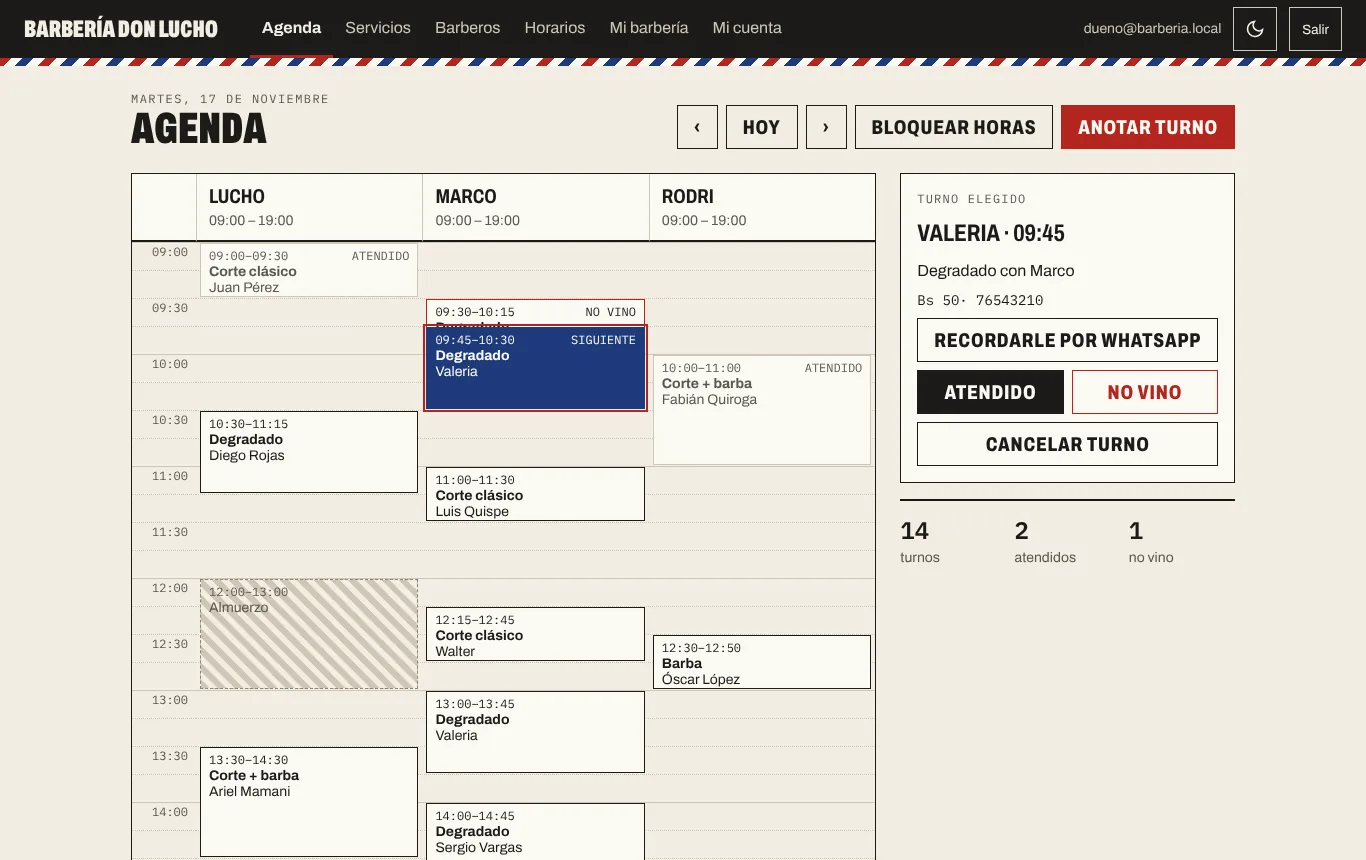 BARBERÍA DON LUCHO
Agenda
Servicios
Barberos
Horarios
Mi barbería
Mi cuenta
dueno@barberia.local
Salir
MARTES, 17 DE NOVIEMBRE
AGENDA
‹
HOY
›
BLOQUEAR HORAS
ANOTAR TURNO
LUCHO
09:00 – 19:00
MARCO
09:00 – 19:00
RODRI
09:00 – 19:00
09:00
09:30
10:00
10:30
11:00
11:30
12:00
12:30
13:00
13:30
14:00
09:00–09:30 ATENDIDO
Corte clásico
Juan Pérez
10:30–11:15
Degradado
Diego Rojas
12:00–13:00
Almuerzo
13:30–14:30
Corte + barba
Ariel Mamani
09:30–10:15 NO VINO
Degradado
09:45–10:30 SIGUIENTE
Degradado
Valeria
11:00–11:30
Corte clásico
Luis Quispe
12:15–12:45
Corte clásico
Walter
13:00–13:45
Degradado
Valeria
14:00–14:45
Degradado
Sergio Vargas
10:00–11:00 ATENDIDO
Corte + barba
Fabián Quiroga
12:30–12:50
Barba
Óscar López
TURNO ELEGIDO
VALERIA · 09:45
Degradado con Marco
Bs 50· 76543210
RECORDARLE POR WHATSAPP
ATENDIDO
NO VINO
CANCELAR TURNO
14
turnos
2
atendidos
1
no vino